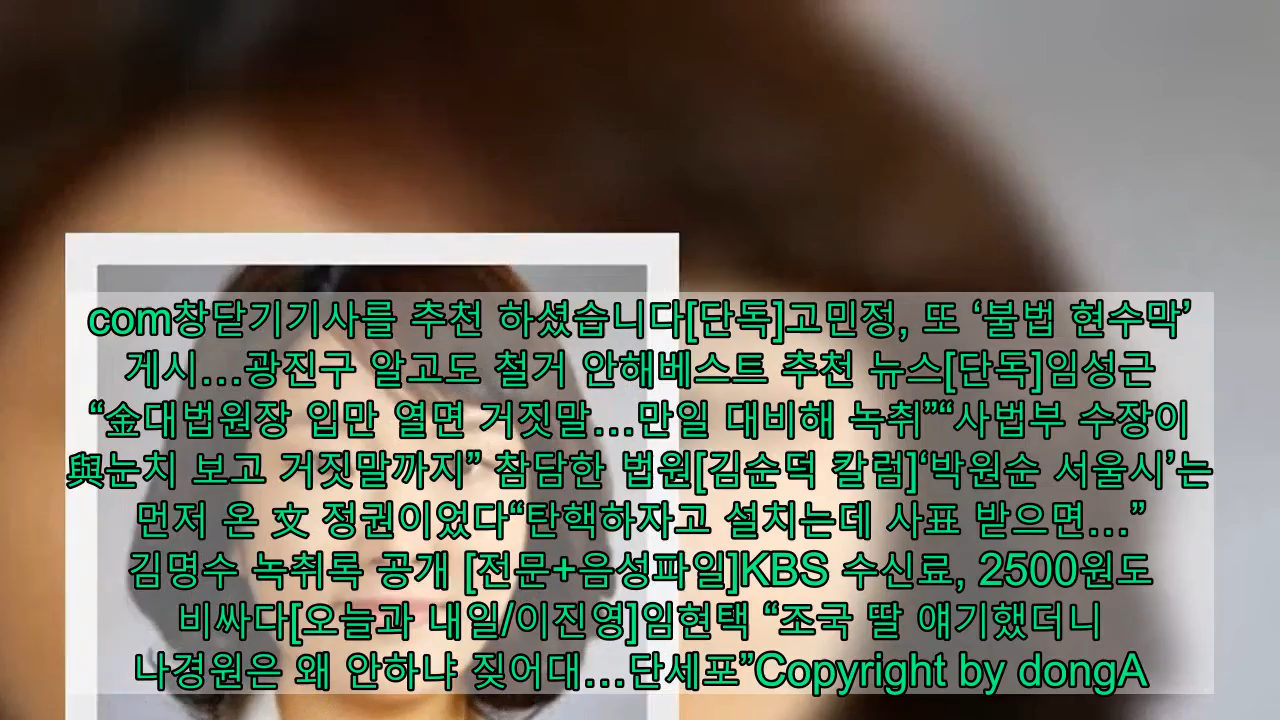 com창닫기기사를 추천 하셨습니다[단독]고민정, 또 ‘불법 현수막’
게시…광진구 알고도 철거 안해베스트 추천 뉴스[단독]임성근
“金대법원장 입만 열면 거짓말…만일 대비해 녹취”“사법부 수장이
與눈치 보고 거짓말까지” 참담한 법원[김순덕 칼럼]‘박원순 서울시’는
먼저 온 文 정권이었다“탄핵하자고 설치는데 사표 받으면…”
김명수 녹취록 공개 [전문+음성파일]KBS 수신료, 2500원도
비싸다[오늘과 내일/이진영]임현택 “조국 딸 얘기했더니
나경원은 왜 안하냐 짖어대…단세포”Copyright by dongA